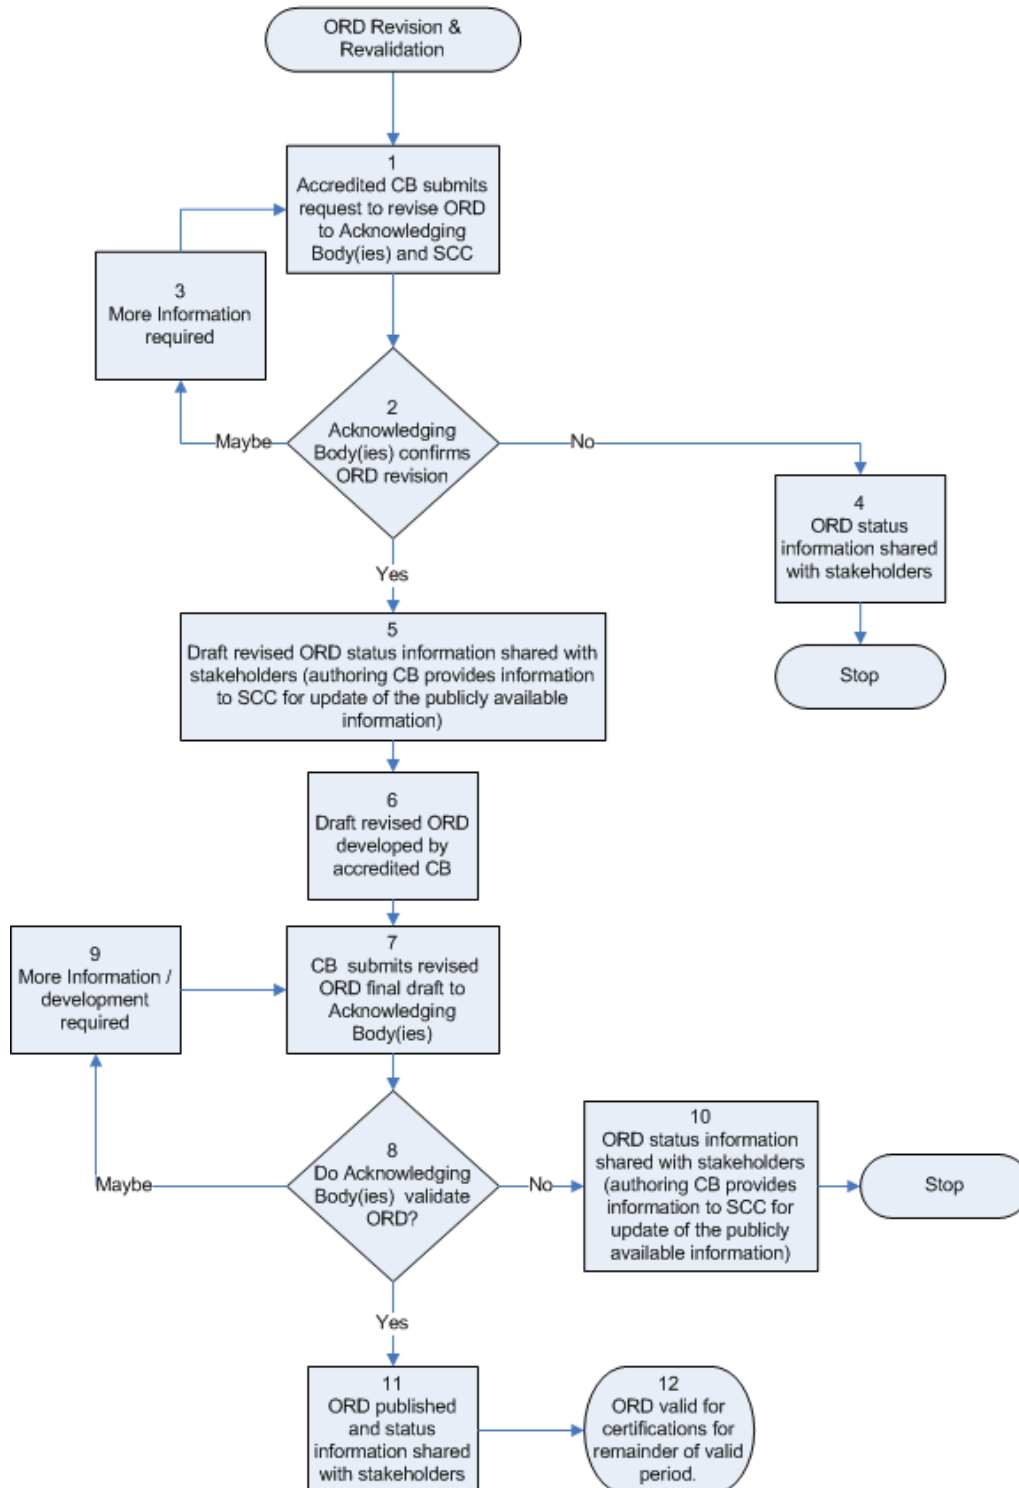 ORD Revision &
Revalidation
1
Accredited CB submits
request to revise ORD
to Acknowledging
Body(ies) and SCC
3
More Information
required
2
Acknowledging
Body(ies) confirms
ORD revision
Maybe
No
Yes
4
ORD status
information shared
with stakeholders
Stop
5
Draft revised ORD status information shared with
stakeholders (authoring CB provides information
to SCC for update of the publicly available
information)
6
Draft revised ORD
developed by
accredited CB
7
CB submits revised
ORD final draft to
Acknowledging
Body(ies)
9
More Information /
development
required
8
Do Acknowledging
Body(ies) validate
ORD?
Maybe
No
Yes
10
ORD status information
shared with stakeholders
(authoring CB provides
information to SCC for
update of the publicly
available information)
Stop
11
ORD published
and status
information shared
with stakeholders
12
ORD valid for
certifications for
remainder of valid
period.